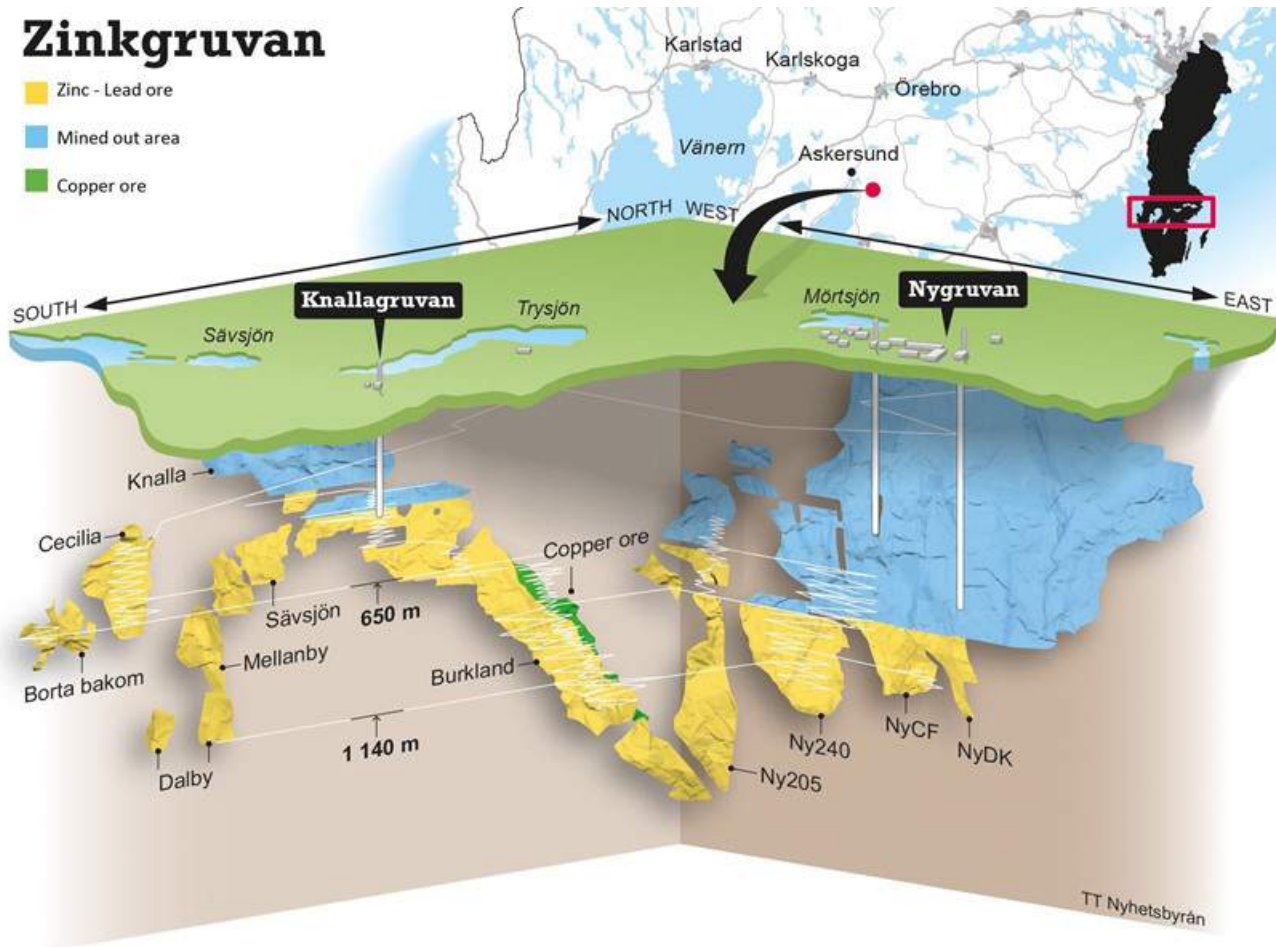 Zinkgruvan
Zinc - Lead ore
Mined out area
Copper ore
Karlstad
Karlskoga
Örebro
Vänern
Askersund
NORTH
WEST
SOUTH
EAST
Knallagruvan
Nygruvan
Sävsjön
Trysjön
Mörtsjön
Knalla
Cecilia
Copper ore
Sävsjön
650 m
Mellanby
Burkland
Borta bakom
1 140 m
Dalby
Ny240
NyCF
NyDK
Ny205
TT Nyhetsbyrån